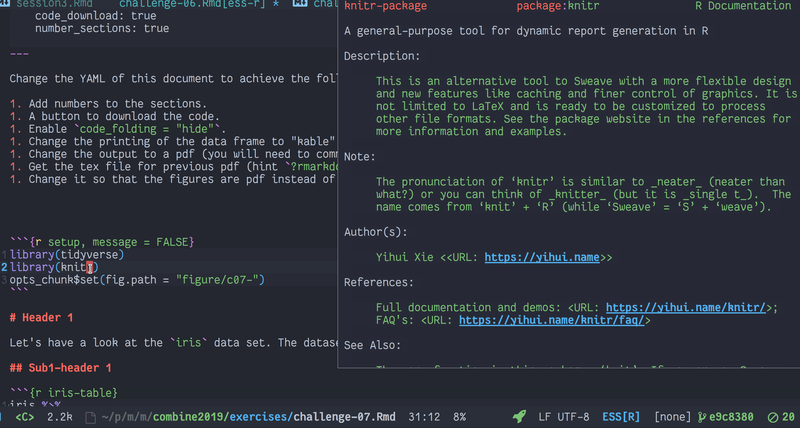 session3.Rmd challenge-06.Rmd[ess-r] *
code_download: true
number_sections: true
---
Change the YAML of this document to achieve the fol
1. Add numbers to the sections.
1. A button to download the code.
1. Enable `code_folding = "hide"`.
1. Change the printing of the data frame to "kable"
1. Change the output to a pdf (you will need to com
1. Get the tex file for previous pdf (hint `?rmarkd
1. Change it so that the figures are pdf instead of
```{r setup, message = FALSE}
1 library(tidyverse)
2 library(knitr)
3 opts_chunk$set(fig.path = "figure/c07-")
```
# Header 1
Let's have a look at the `iris` data set. The datase
## Sub1-header 1
```{r iris-table}
1 iris %>%
knitr-package package:knitr R Documentation
A general-purpose tool for dynamic report generation in R
Description:
This is an alternative tool to Sweave with a more flexible design
and new features like caching and finer control of graphics. It is
not limited to LaTeX and is ready to be customized to process
other file formats. See the package website in the references for
more information and examples.
Note:
The pronunciation of ‘knitr’ is similar to _neater_ (neater than
what?) or you can think of _knitter_ (but it is _single t_). The
name comes from ‘knit’ + ‘R’ (while ‘Sweave’ = ‘S’ + ‘weave’).
Author(s):
Yihui Xie <<URL: https://yihui.name>>
References:
Full documentation and demos: <URL: https://yihui.name/knitr/>;
FAQ's: <URL: https://yihui.name/knitr/faq/>
See Also:
<C> 2.2k ~/p/m/m/combine2019/exercises/challenge-07.Rmd 31:12 8% LF UTF-8 ESS[R] [none] e9c8380 20